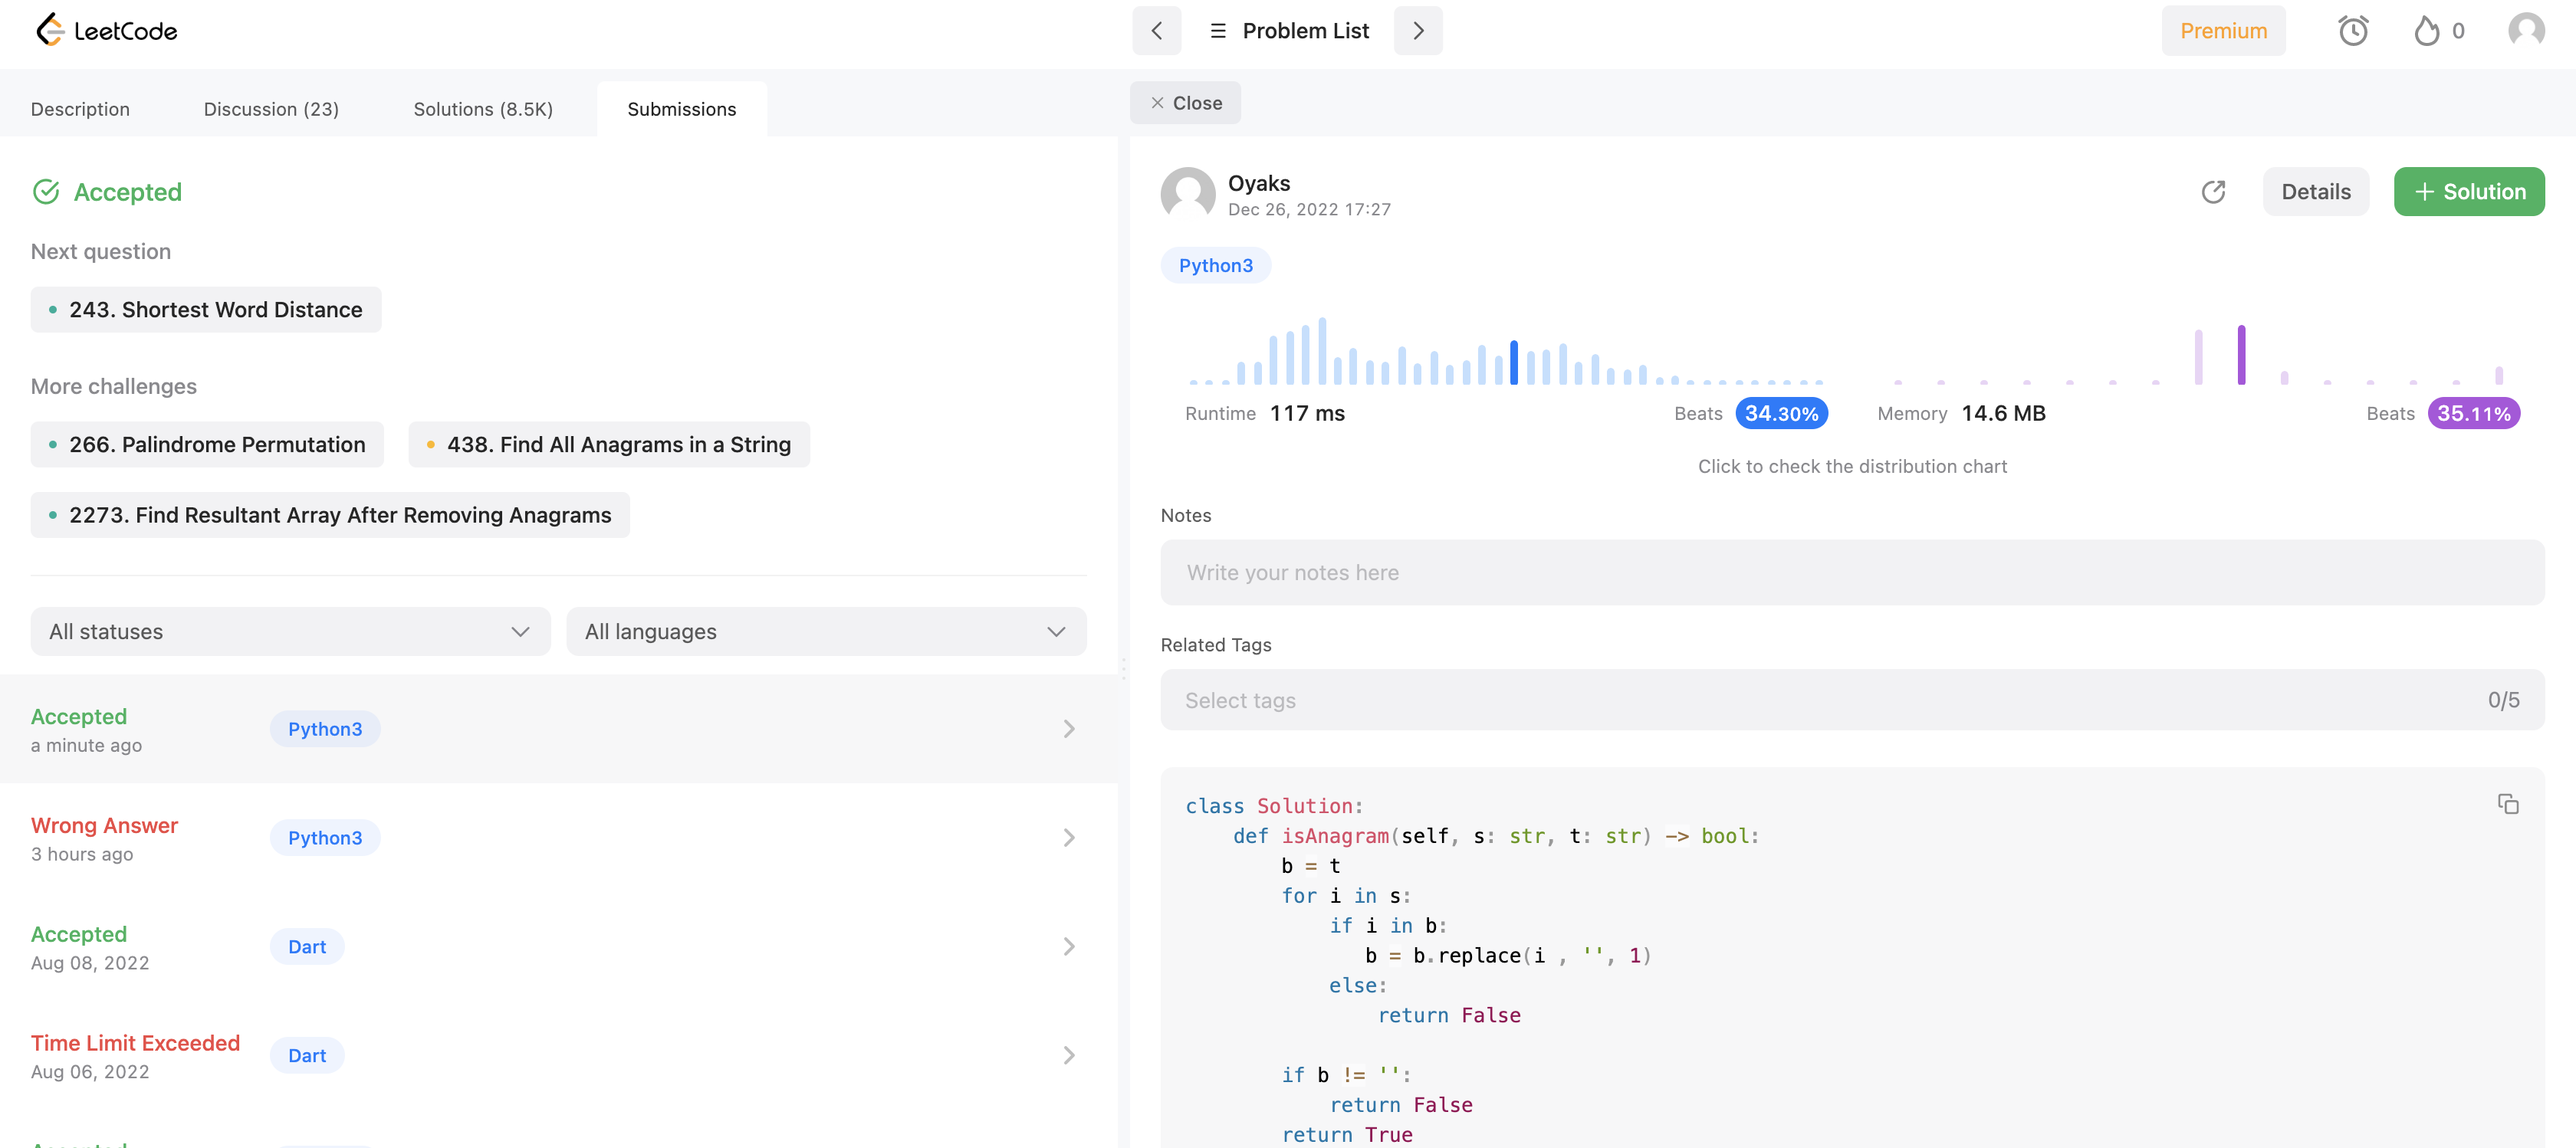 LeetCode
Problem List
Premium
0
Description
Discussion (23)
Solutions (8.5K)
Submissions
Close
Accepted
Next question
243. Shortest Word Distance
More challenges
266. Palindrome Permutation
438. Find All Anagrams in a String
2273. Find Resultant Array After Removing Anagrams
All statuses
All languages
Accepted
a minute ago
Python3
Wrong Answer
3 hours ago
Python3
Accepted
Aug 08, 2022
Dart
Time Limit Exceeded
Aug 06, 2022
Dart
Oyaks
Dec 26, 2022 17:27
Details
+ Solution
Python3
Runtime 117 ms
Beats 34.30%
Memory 14.6 MB
Beats 35.11%
Click to check the distribution chart
Notes
Write your notes here
Related Tags
Select tags
0/5
class Solution:
    def isAnagram(self, s: str, t: str) -> bool:
        b = t
        for i in s:
            if i in b:
               b = b.replace(i , '', 1)
            else:
                return False
        if b != '':
            return False
        return True